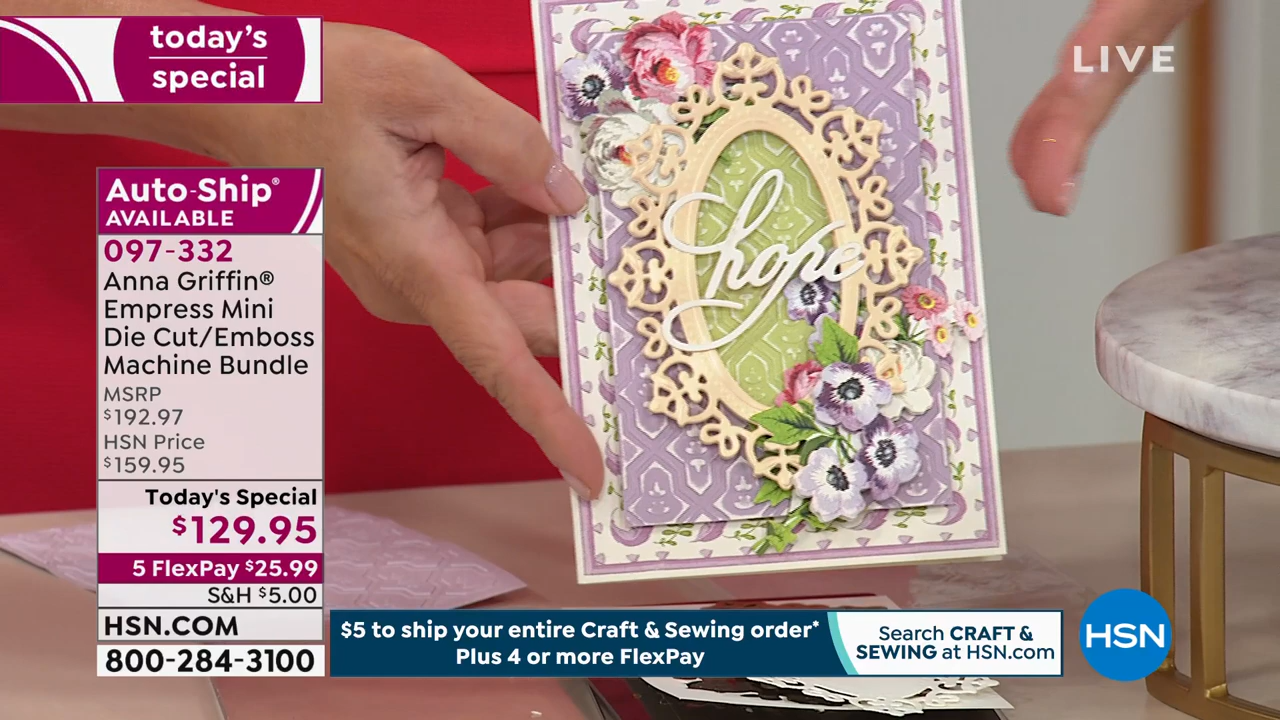 today's
special
LIVE
Auto-Ship®
AVAILABLE
097-332
Anna Griffin®
Empress Mini
Die Cut/Emboss
Machine Bundle
MSRP
$192.97
HSN Price
$159.95
Today's Special
$129.95
5 FlexPay $25.99
S&H $5.00
HSN.COM
800-284-3100
hope
$5 to ship your entire Craft & Sewing order*
Plus 4 or more FlexPay
Search CRAFT &
SEWING at HSN.com
HSN